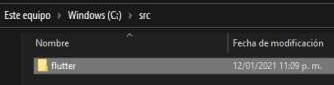 Este equipo > Windows (C:) > src
Nombre Fecha de modificación
flutter 12/01/2021 11:09 p. m.